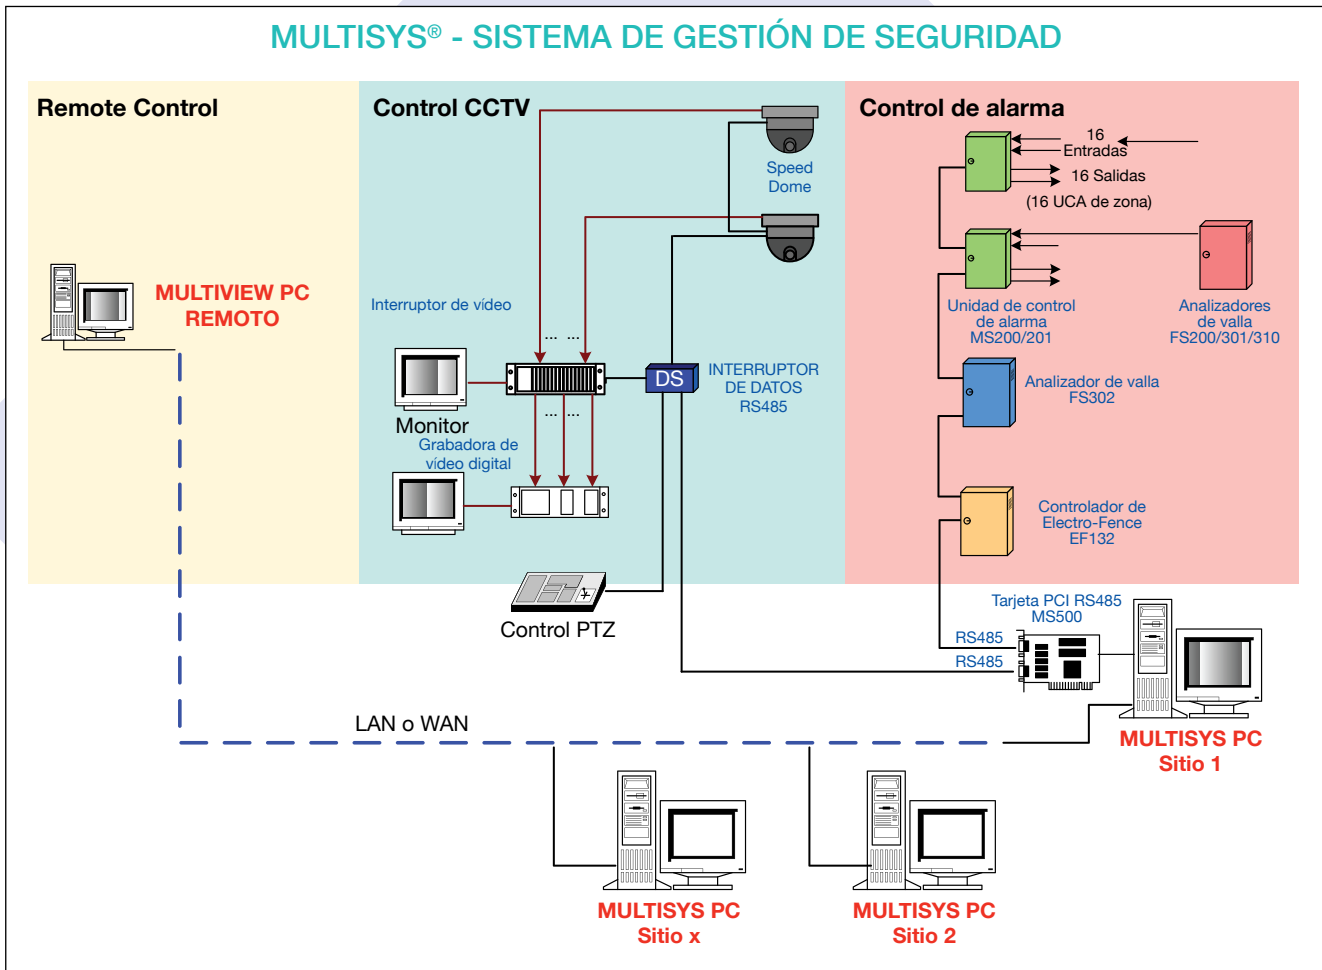 MULTISYS® - SISTEMA DE GESTIÓN DE SEGURIDAD
Remote Control
Control CCTV
Control de alarma
Speed
Dome
16
Entradas
16 Salidas
(16 UCA de zona)
MULTIVIEW PC
REMOTO
Interruptor de vídeo
... ...
Unidad de control
de alarma
MS200/201
Analizadores
de valla
FS200/301/310
DS
INTERRUPTOR
DE DATOS
RS485
Analizador de valla
FS302
Monitor
... ...
Grabadora de
vídeo digital
Controlador de
Electro-Fence
EF132
Control PTZ
Tarjeta PCI RS485
MS500
RS485
RS485
LAN o WAN
MULTISYS PC
Sitio 1
MULTISYS PC
Sitio x
MULTISYS PC
Sitio 2